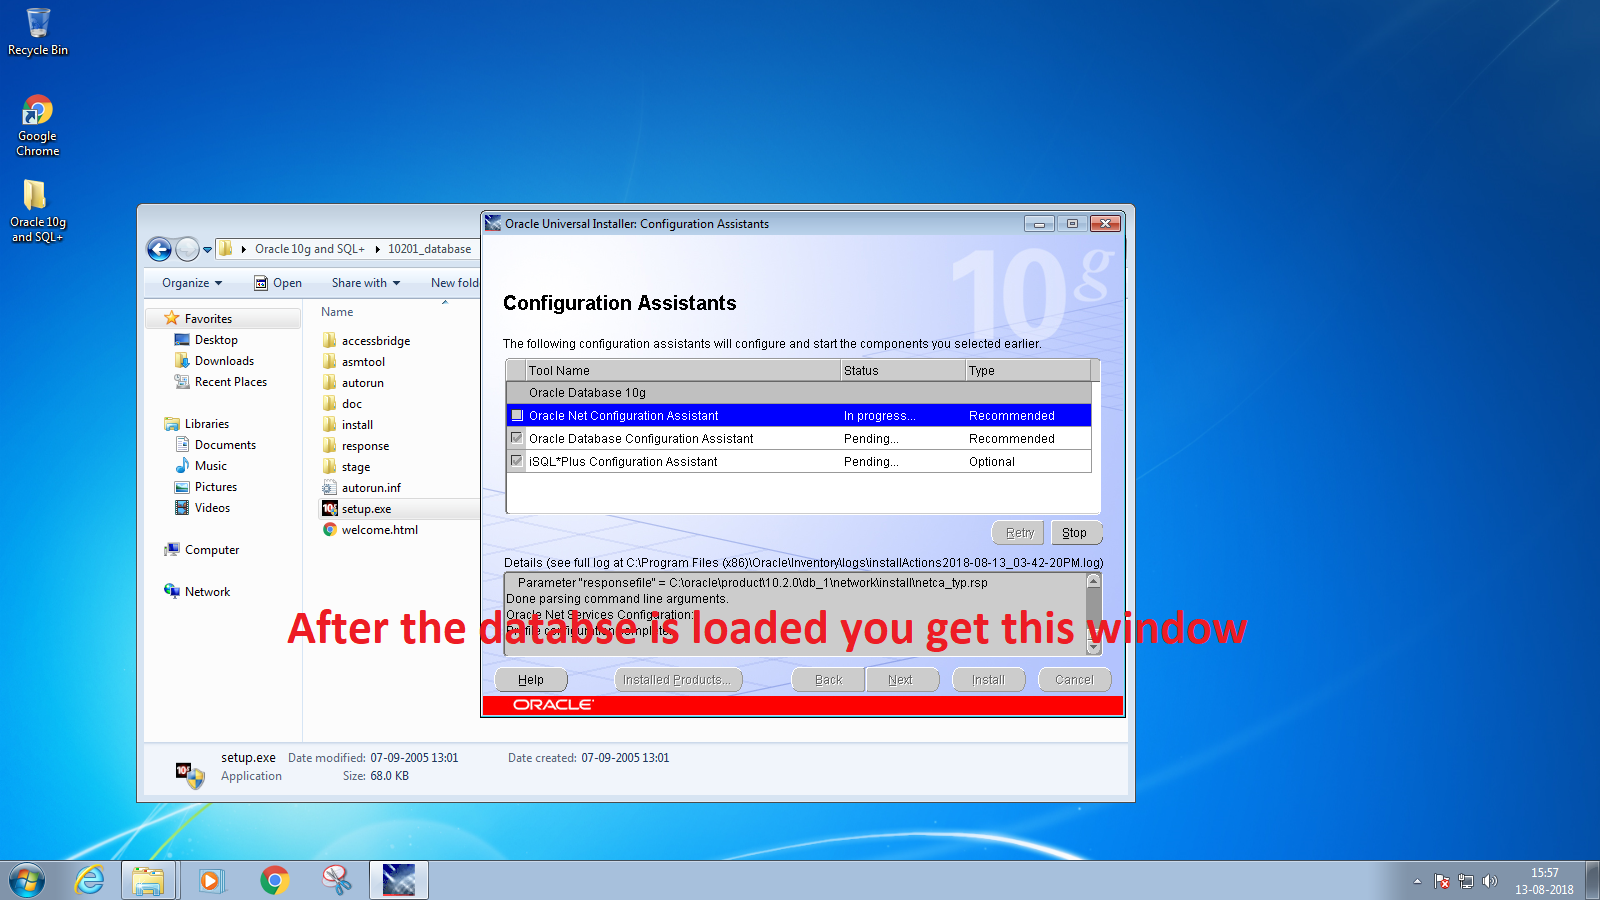 Recycle Bin
Google
Chrome
Oracle 10g
and SQL+
Oracle 10g and SQL+ 10201_database
Organize Open Share with New fold
Favorites
Desktop
Downloads
Recent Places
Libraries
Documents
Music
Pictures
Videos
Computer
Network
Name
accessbridge
asmtool
autorun
doc
install
response
stage
autorun.inf
setup.exe
welcome.html
Oracle Universal Installer: Configuration Assistants
10g
Configuration Assistants
The following configuration assistants will configure and start the components you selected earlier.
Tool Name Status Type
Oracle Database 10g
Oracle Net Configuration Assistant In progress... Recommended
Oracle Database Configuration Assistant Pending... Recommended
iSQL*Plus Configuration Assistant Pending... Optional
Retry Stop
Details (see full log at C:\Program Files (x86)\Oracle\Inventory\logs\installActions2018-08-13_03-42-20PM.log)
Parameter "responsefile" = C:\oracle\product\10.2.0\db_1\network\install\netca_typ.rsp
Done parsing command line arguments.
Oracle Net Services Configuration:
Profile configuration complete.
After the databse is loaded you get this window
Help Installed Products... Back Next Install Cancel
ORACLE
setup.exe Date modified: 07-09-2005 13:01 Date created: 07-09-2005 13:01
Application Size: 68.0 KB
15:57
13-08-2018